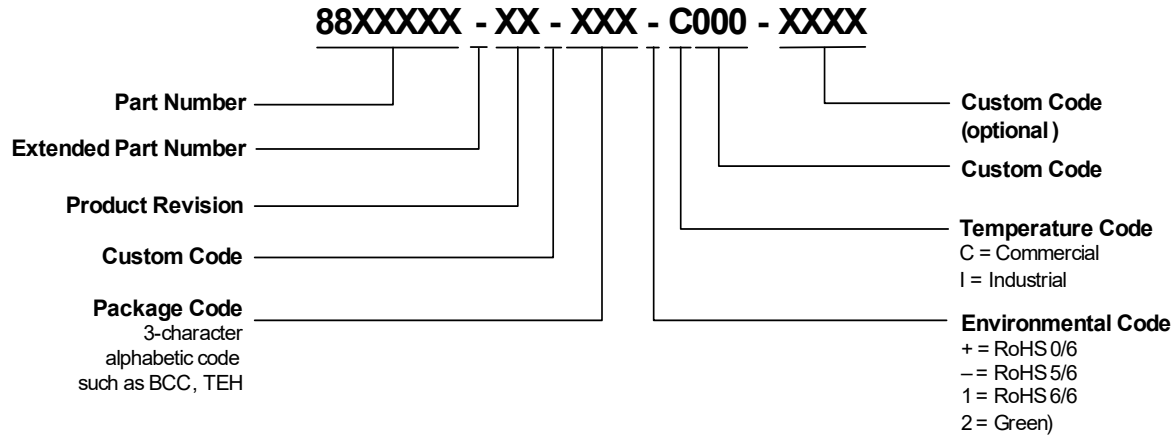 88XXXXX - XX - XXX - C000 - XXXX
Part Number
Extended Part Number
Product Revision
Custom Code
Package Code
3-character
alphabetic code
such as BCC, TEH
Custom Code
(optional )
Custom Code
Temperature Code
C = Commercial
I = Industrial
Environmental Code
+ = RoHS 0/6
– = RoHS 5/6
1 = RoHS 6/6
2 = Green)